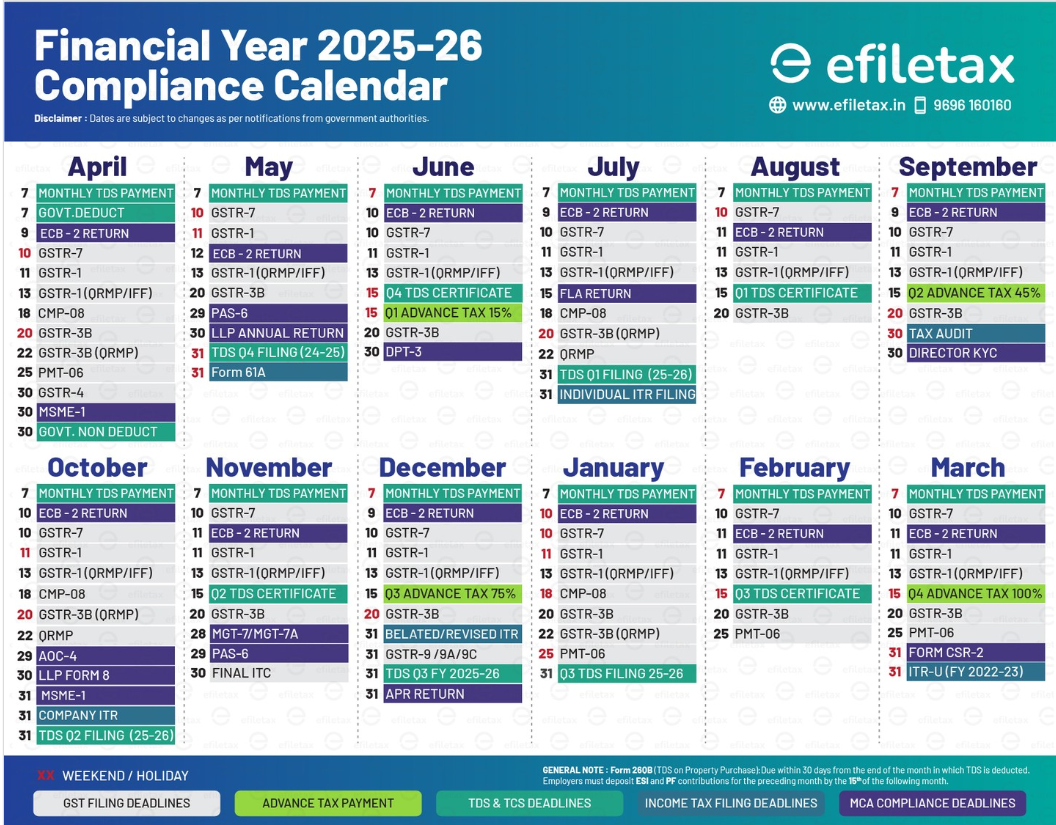 Financial Year 2025-26
Compliance Calendar
Disclaimer : Dates are subject to changes as per notifications from government authorities.
efiletax
www.efiletax.in 9696 160160
April
7 MONTHLY TDS PAYMENT
7 GOVT.DEDUCT
9 ECB - 2 RETURN
10 GSTR-7
11 GSTR-1
13 GSTR-1(QRMP/IFF)
18 CMP-08
20 GSTR-3B
22 GSTR-3B(QRMP)
25 PMT-06
30 GSTR-4
30 MSME-1
30 GOVT. NON DEDUCT
May
7 MONTHLY TDS PAYMENT
10 GSTR-7
11 GSTR-1
12 ECB - 2 RETURN
13 GSTR-1(QRMP/IFF)
20 GSTR-3B
29 PAS-6
30 LLP ANNUAL RETURN
31 TDS Q4 FILING (24-25)
31 Form 61A
June
7 MONTHLY TDS PAYMENT
10 ECB - 2 RETURN
10 GSTR-7
11 GSTR-1
13 GSTR-1(QRMP/IFF)
15 Q4 TDS CERTIFICATE
15 Q1 ADVANCE TAX 15%
20 GSTR-3B
30 DPT-3
July
7 MONTHLY TDS PAYMENT
9 ECB - 2 RETURN
10 GSTR-7
11 GSTR-1
13 GSTR-1(QRMP/IFF)
15 FLA RETURN
18 CMP-08
20 GSTR-3B(QRMP)
22 QRMP
31 TDS Q1 FILING (25-26)
31 INDIVIDUAL ITR FILING
August
7 MONTHLY TDS PAYMENT
10 GSTR-7
11 ECB - 2 RETURN
11 GSTR-1
13 GSTR-1(QRMP/IFF)
15 Q1 TDS CERTIFICATE
20 GSTR-3B
September
7 MONTHLY TDS PAYMENT
9 ECB - 2 RETURN
10 GSTR-7
11 GSTR-1
13 GSTR-1(QRMP/IFF)
15 Q2 ADVANCE TAX 45%
20 GSTR-3B
30 TAX AUDIT
30 DIRECTOR KYC
October
7 MONTHLY TDS PAYMENT
10 ECB - 2 RETURN
10 GSTR-7
11 GSTR-1
13 GSTR-1(QRMP/IFF)
18 CMP-08
20 GSTR-3B(QRMP)
22 QRMP
29 AOC-4
30 LLP FORM 8
31 MSME-1
31 COMPANY ITR
31 TDS Q2 FILING (25-26)
November
7 MONTHLY TDS PAYMENT
10 GSTR-7
11 ECB - 2 RETURN
11 GSTR-1
13 GSTR-1(QRMP/IFF)
15 Q2 TDS CERTIFICATE
20 GSTR-3B
28 MGT-7/MGT-7A
29 PAS-6
30 FINAL ITC
December
7 MONTHLY TDS PAYMENT
9 ECB - 2 RETURN
10 GSTR-7
11 GSTR-1
13 GSTR-1(QRMP/IFF)
15 Q3 ADVANCE TAX 75%
20 GSTR-3B
31 BELATED/REVISED ITR
31 GSTR-9 /9A/9C
31 TDS Q3 FY 2025-26
31 APR RETURN
January
7 MONTHLY TDS PAYMENT
10 ECB - 2 RETURN
10 GSTR-7
11 GSTR-1
13 GSTR-1(QRMP/IFF)
18 CMP-08
20 GSTR-3B
22 GSTR-3B(QRMP)
25 PMT-06
31 Q3 TDS FILING 25-26
February
7 MONTHLY TDS PAYMENT
10 GSTR-7
11 ECB - 2 RETURN
11 GSTR-1
13 GSTR-1(QRMP/IFF)
15 Q3 TDS CERTIFICATE
20 GSTR-3B
25 PMT-06
March
7 MONTHLY TDS PAYMENT
10 GSTR-7
11 ECB - 2 RETURN
11 GSTR-1
13 GSTR-1(QRMP/IFF)
15 Q4 ADVANCE TAX 100%
20 GSTR-3B
25 PMT-06
31 FORM CSR-2
31 ITR-U (FY 2022-23)
XX WEEKEND / HOLIDAY
GENERAL NOTE : Form 26QB (TDS on Property Purchase):Due within 30 days from the end of the month in which TDS is deducted.
Employers must deposit ESI and PF contributions for the preceding month by the 15th of the following month.
GST FILING DEADLINES
ADVANCE TAX PAYMENT
TDS & TCS DEADLINES
INCOME TAX FILING DEADLINES
MCA COMPLIANCE DEADLINES